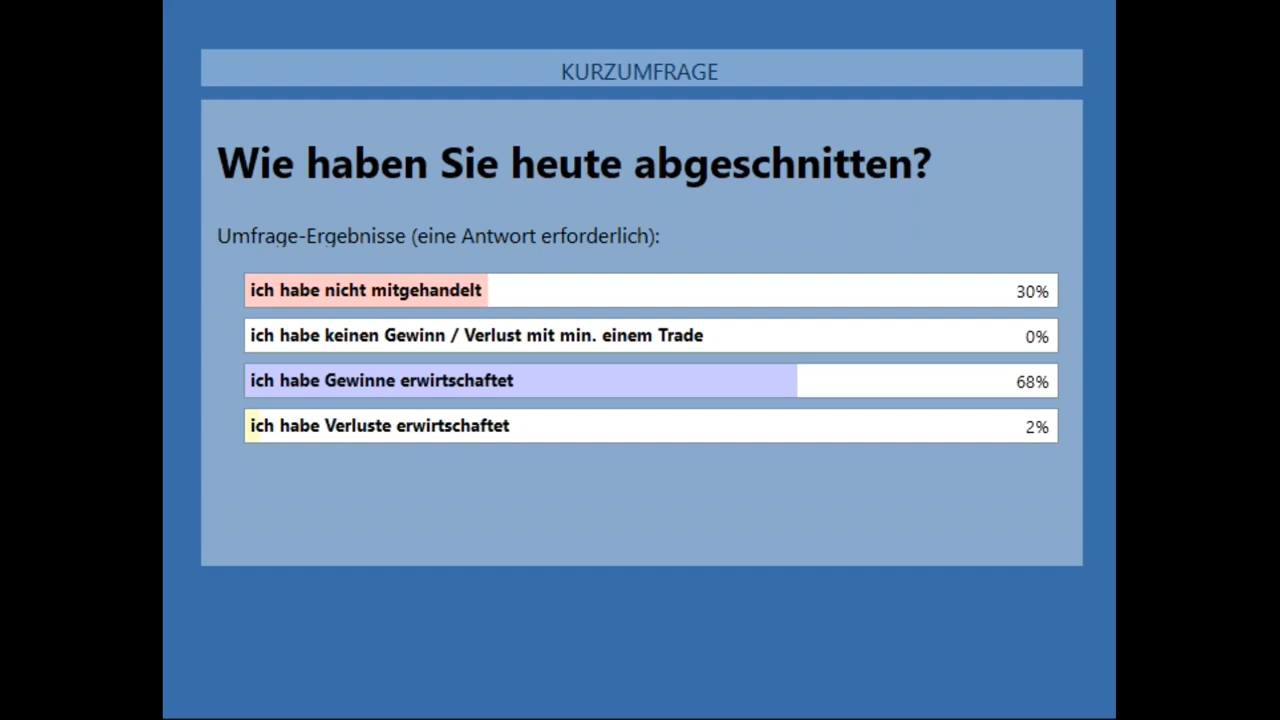 KURZUMFRAGE
Wie haben Sie heute abgeschnitten?
Umfrage-Ergebnisse (eine Antwort erforderlich):
ich habe nicht mitgehandelt 30%
ich habe keinen Gewinn / Verlust mit min. einem Trade 0%
ich habe Gewinne erwirtschaftet 68%
ich habe Verluste erwirtschaftet 2%